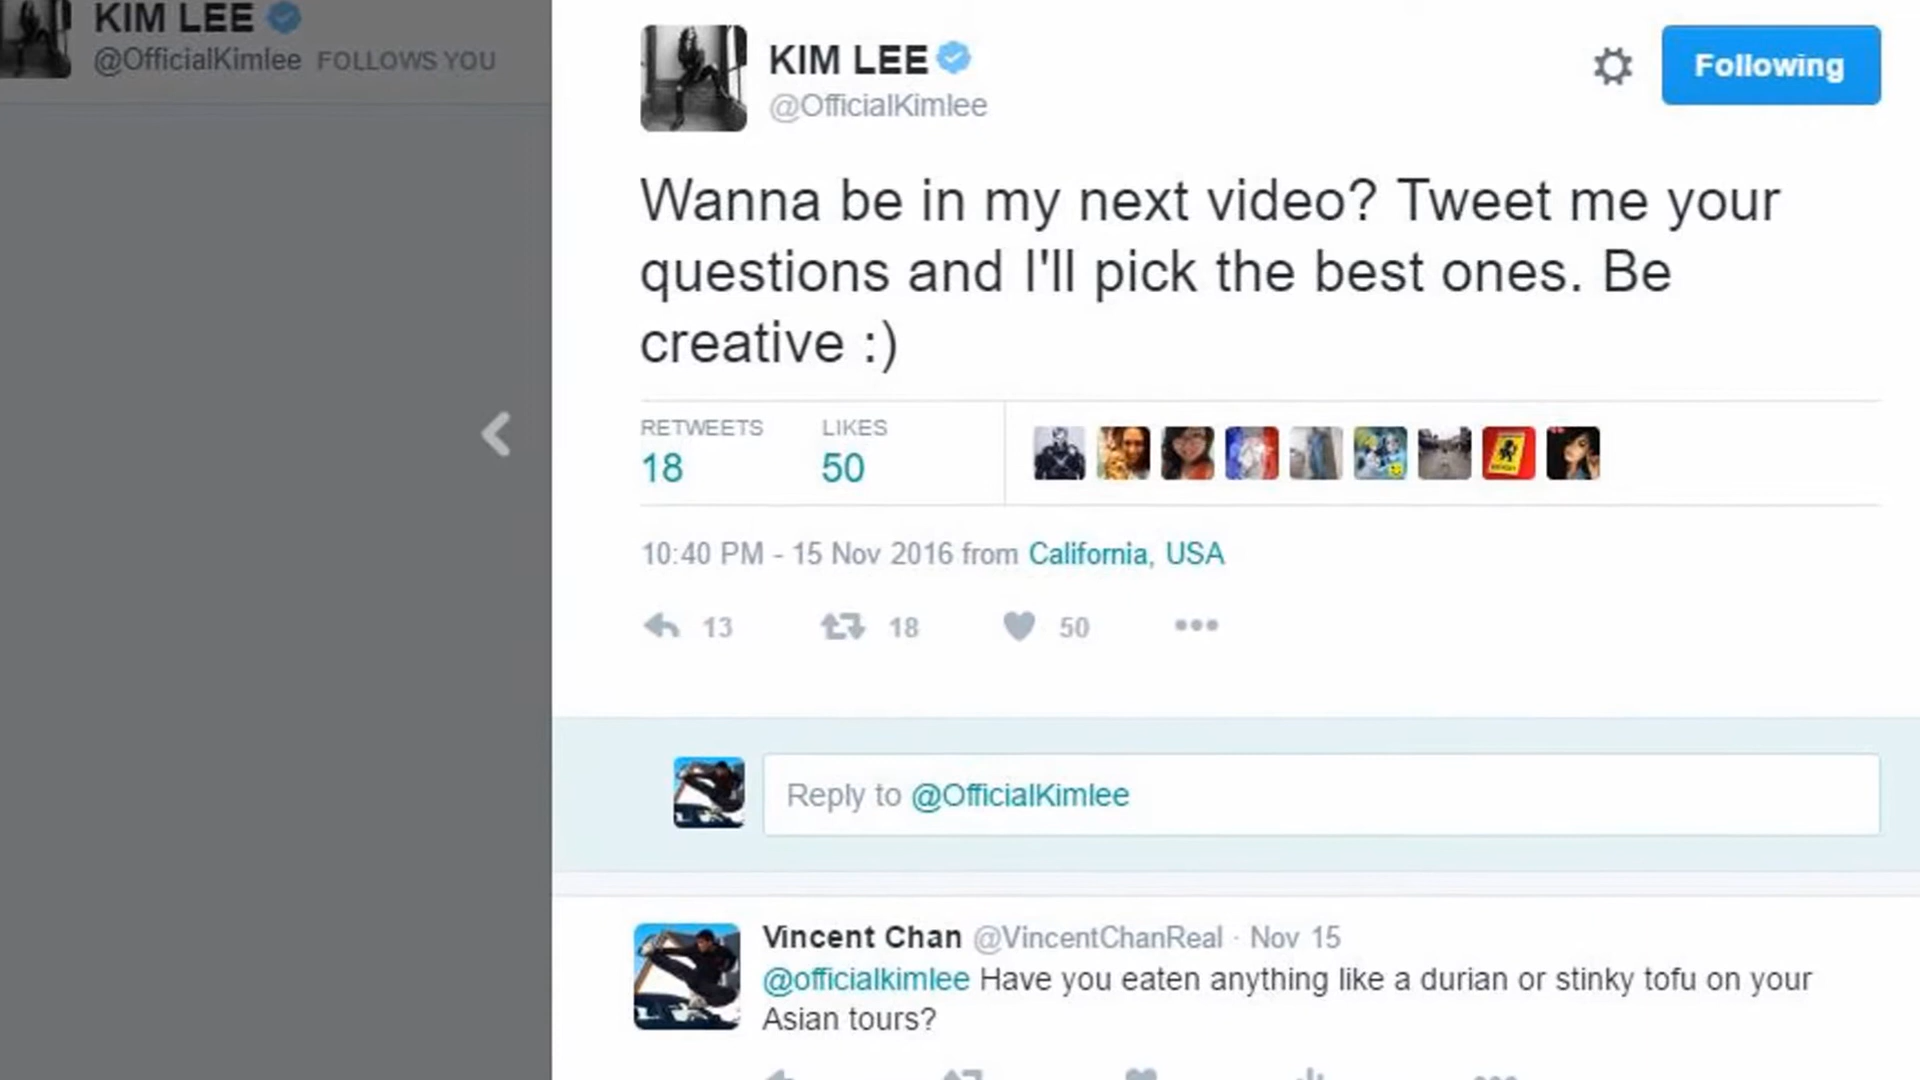 KIM LEE
@OfficialKimlee FOLLOWS YOU
KIM LEE
@OfficialKimlee
Following
Wanna be in my next video? Tweet me your
questions and I'll pick the best ones. Be
creative :)
RETWEETS LIKES
18 50
10:40 PM - 15 Nov 2016 from California, USA
13 18 50
Reply to @OfficialKimlee
Vincent Chan @VincentChanReal · Nov 15
@officialkimlee Have you eaten anything like a durian or stinky tofu on your
Asian tours?